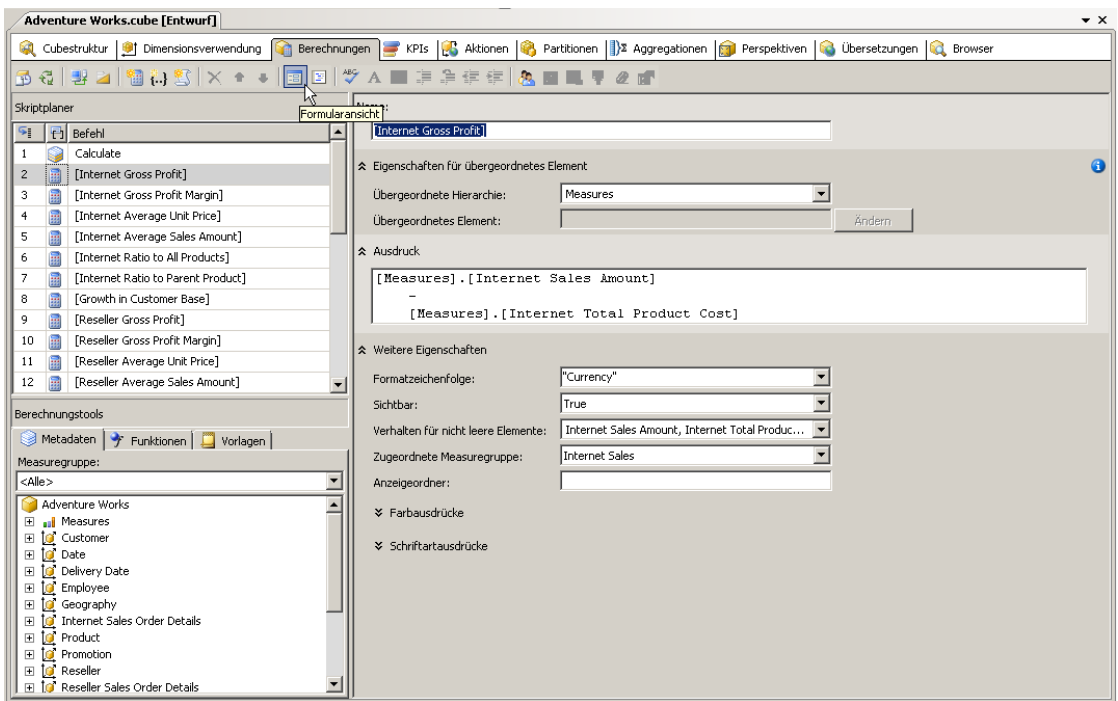 Adventure Works.cube [Entwurf]
Cubestruktur Dimensionsverwendung Berechnungen KPIs Aktionen Partitionen Aggregationen Perspektiven Übersetzungen Browser
Skriptplaner
Formularansicht
Befehl
1 Calculate
2 [Internet Gross Profit]
3 [Internet Gross Profit Margin]
4 [Internet Average Unit Price]
5 [Internet Average Sales Amount]
6 [Internet Ratio to All Products]
7 [Internet Ratio to Parent Product]
8 [Growth in Customer Base]
9 [Reseller Gross Profit]
10 [Reseller Gross Profit Margin]
11 [Reseller Average Unit Price]
12 [Reseller Average Sales Amount]
Berechnungstools
Metadaten Funktionen Vorlagen
Measuregruppe:
<Alle>
Adventure Works
Measures
Customer
Date
Delivery Date
Employee
Geography
Internet Sales Order Details
Product
Promotion
Reseller
Reseller Sales Order Details
[Internet Gross Profit]
Eigenschaften für übergeordnetes Element
Übergeordnete Hierarchie: Measures
Übergeordnetes Element: Ändern
Ausdruck
[Measures].[Internet Sales Amount]
-
[Measures].[Internet Total Product Cost]
Weitere Eigenschaften
Formatzeichenfolge: "Currency"
Sichtbar: True
Verhalten für nicht leere Elemente: Internet Sales Amount, Internet Total Produc...
Zugeordnete Measuregruppe: Internet Sales
Anzeigeordner:
Farbausdrücke
Schriftartausdrücke